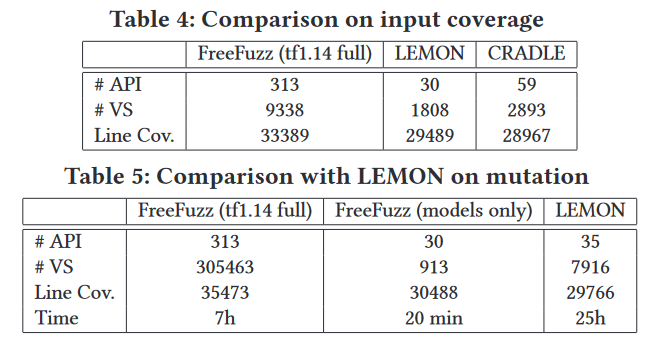 Table 4: Comparison on input coverage
FreeFuzz (tf1.14 full) LEMON CRADLE
# API 313 30 59
# VS 9338 1808 2893
Line Cov. 33389 29489 28967
Table 5: Comparison with LEMON on mutation
FreeFuzz (tf1.14 full) FreeFuzz (models only) LEMON
# API 313 30 35
# VS 305463 913 7916
Line Cov. 35473 30488 29766
Time 7h 20 min 25h